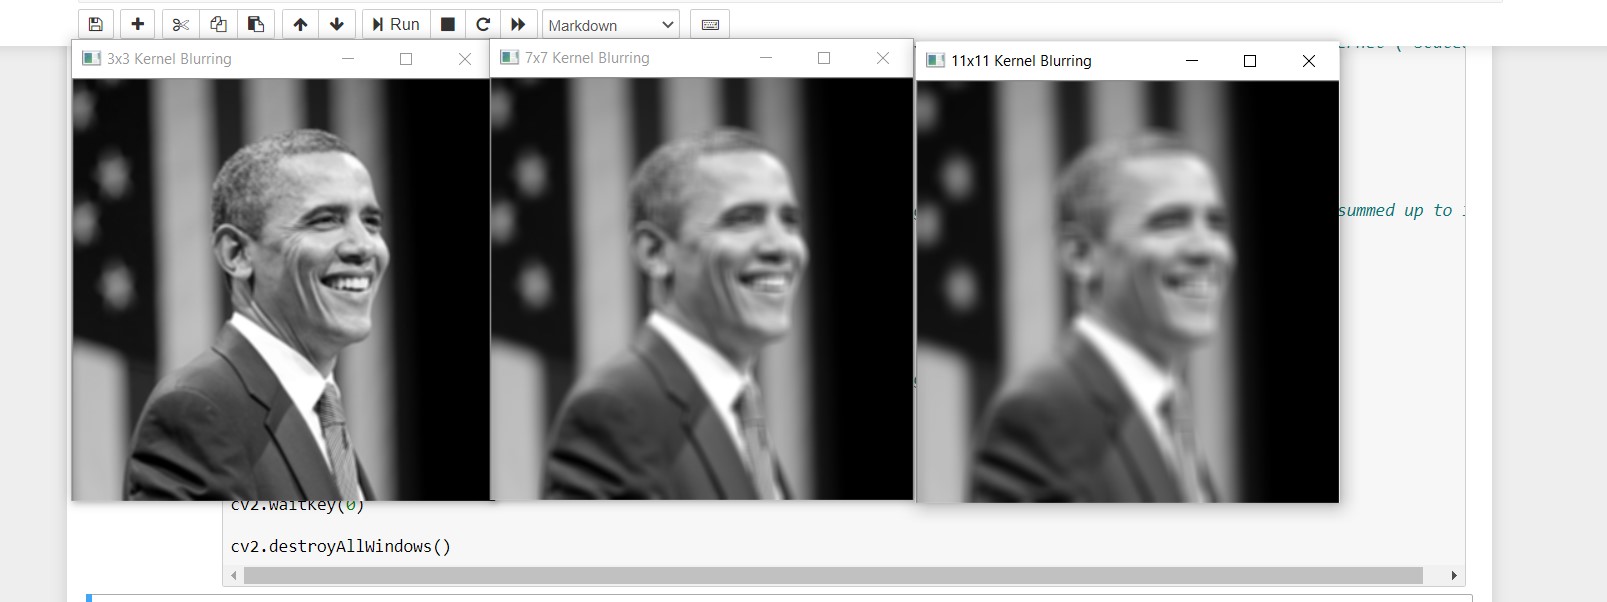 Run
Markdown
3x3 Kernel Blurring
7x7 Kernel Blurring
11x11 Kernel Blurring
summed up to
cv2.waitKey(0)
cv2.destroyAllWindows()